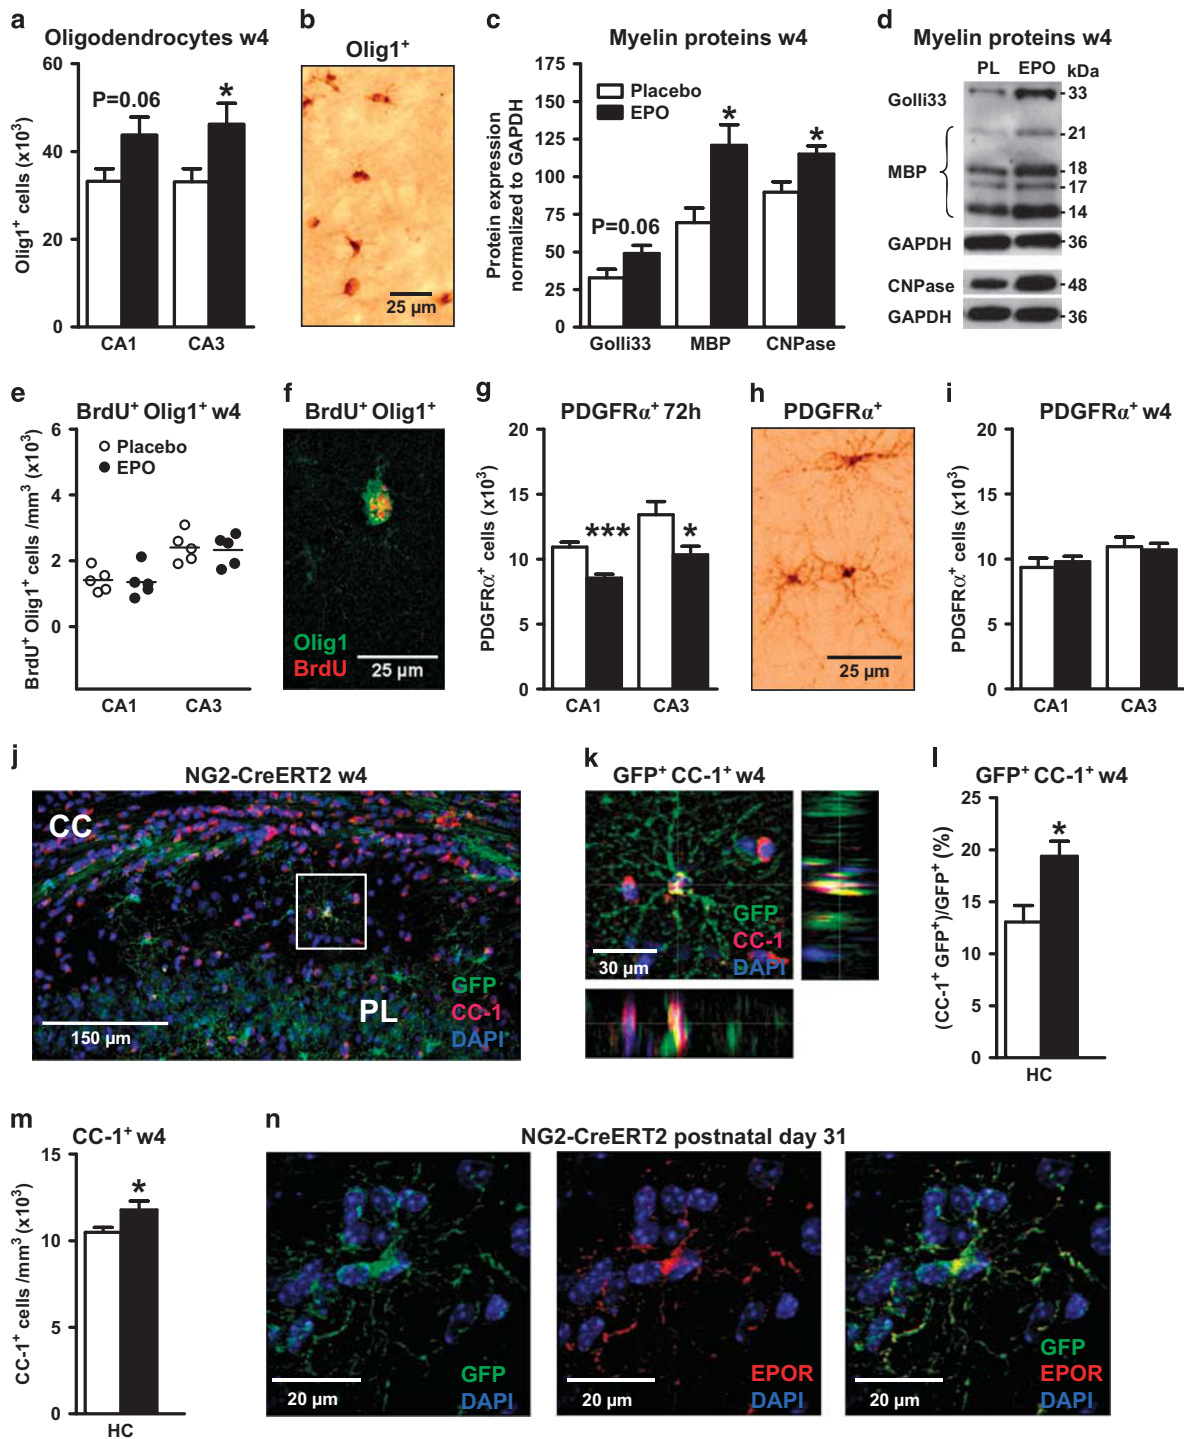 a
Oligodendrocytes w4
Olig1⁺ cells (x10³)
60
40
20
0
P=0.06
*
CA1
CA3
b
Olig1⁺
25 µm
c
Myelin proteins w4
Protein expression
normalized to GAPDH
175
150
125
100
75
50
25
0
Placebo
EPO
P=0.06
*
*
Golli33
MBP
CNPase
d
Myelin proteins w4
PL EPO kDa
Golli33
33
21
MBP
18
17
14
GAPDH
36
CNPase
48
GAPDH
36
e
BrdU⁺ Olig1⁺ w4
BrdU⁺ Olig1⁺ cells /mm³ (x10³)
6
4
2
0
Placebo
EPO
CA1
CA3
f
BrdU⁺ Olig1⁺
Olig1
BrdU
25 µm
g
PDGFRα⁺ 72h
PDGFRα⁺ cells (x10³)
20
15
10
5
0
***
*
CA1
CA3
h
PDGFRα⁺
25 µm
i
PDGFRα⁺ w4
PDGFRα⁺ cells (x10³)
20
15
10
5
0
CA1
CA3
j
NG2-CreERT2 w4
CC
PL
GFP
CC-1
DAPI
150 µm
k
GFP⁺ CC-1⁺ w4
GFP
CC-1
DAPI
30 µm
l
GFP⁺ CC-1⁺ w4
(CC-1⁺ GFP⁺)/GFP⁺ (%)
25
20
15
10
5
0
*
HC
m
CC-1⁺ w4
CC-1⁺ cells /mm³ (x10³)
15
10
5
0
*
HC
n
NG2-CreERT2 postnatal day 31
GFP
DAPI
20 µm
EPOR
DAPI
20 µm
GFP
EPOR
DAPI
20 µm